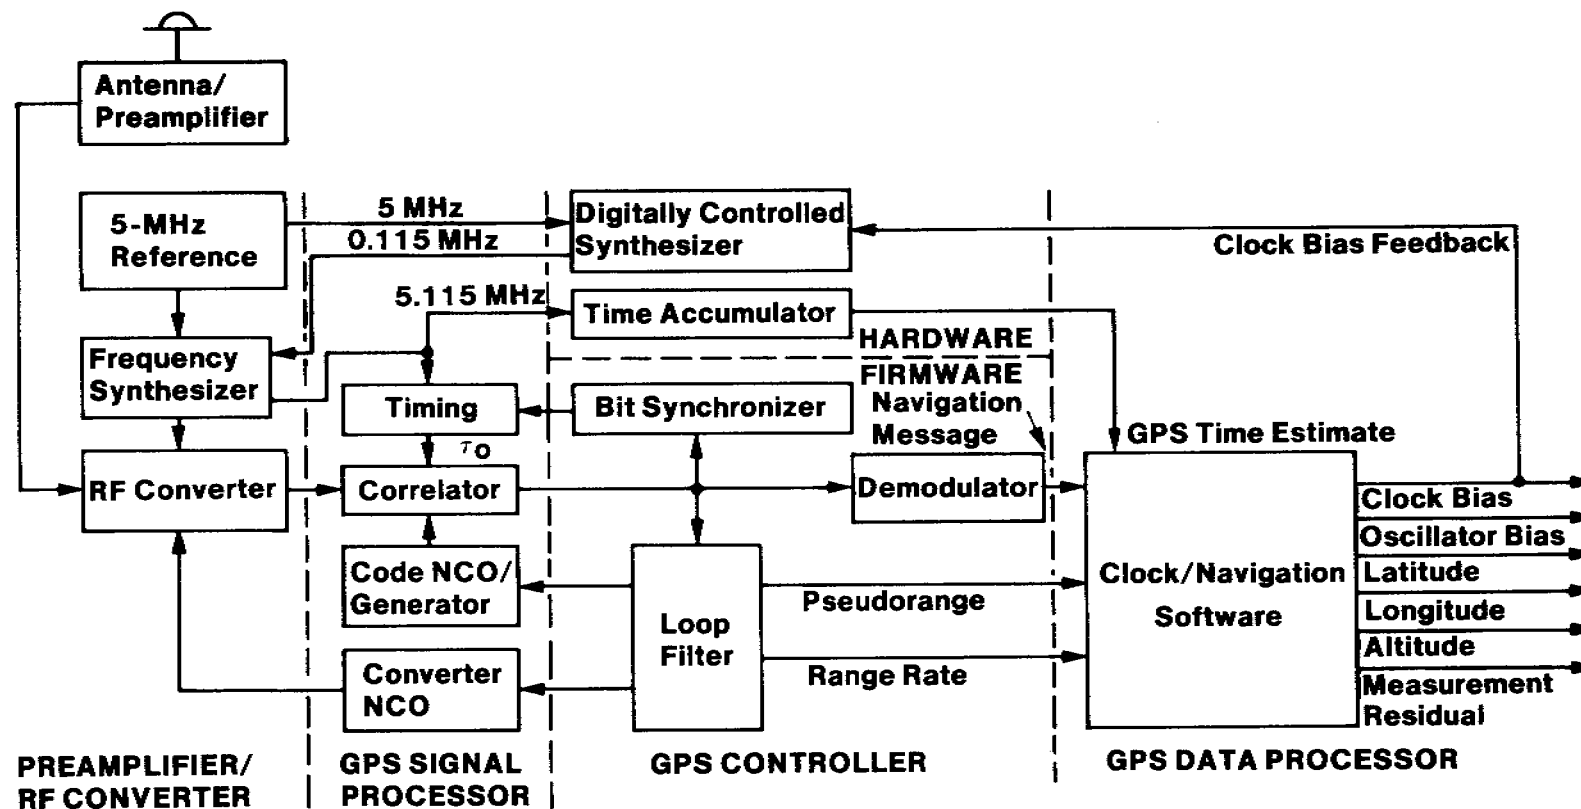 Antenna/
Preamplifier
5-MHz
Reference
5 MHz
0.115 MHz
Digitally Controlled
Synthesizer
Clock Bias Feedback
5.115 MHz
Time Accumulator
HARDWARE
Frequency
Synthesizer
FIRMWARE
Timing
Bit Synchronizer
Navigation
Message
τo
GPS Time Estimate
RF Converter
Correlator
Demodulator
Clock Bias
Oscillator Bias
Latitude
Longitude
Altitude
Measurement
Residual
Code NCO/
Generator
Loop
Filter
Pseudorange
Range Rate
Clock/Navigation
Software
Converter
NCO
PREAMPLIFIER/
RF CONVERTER
GPS SIGNAL
PROCESSOR
GPS CONTROLLER
GPS DATA PROCESSOR